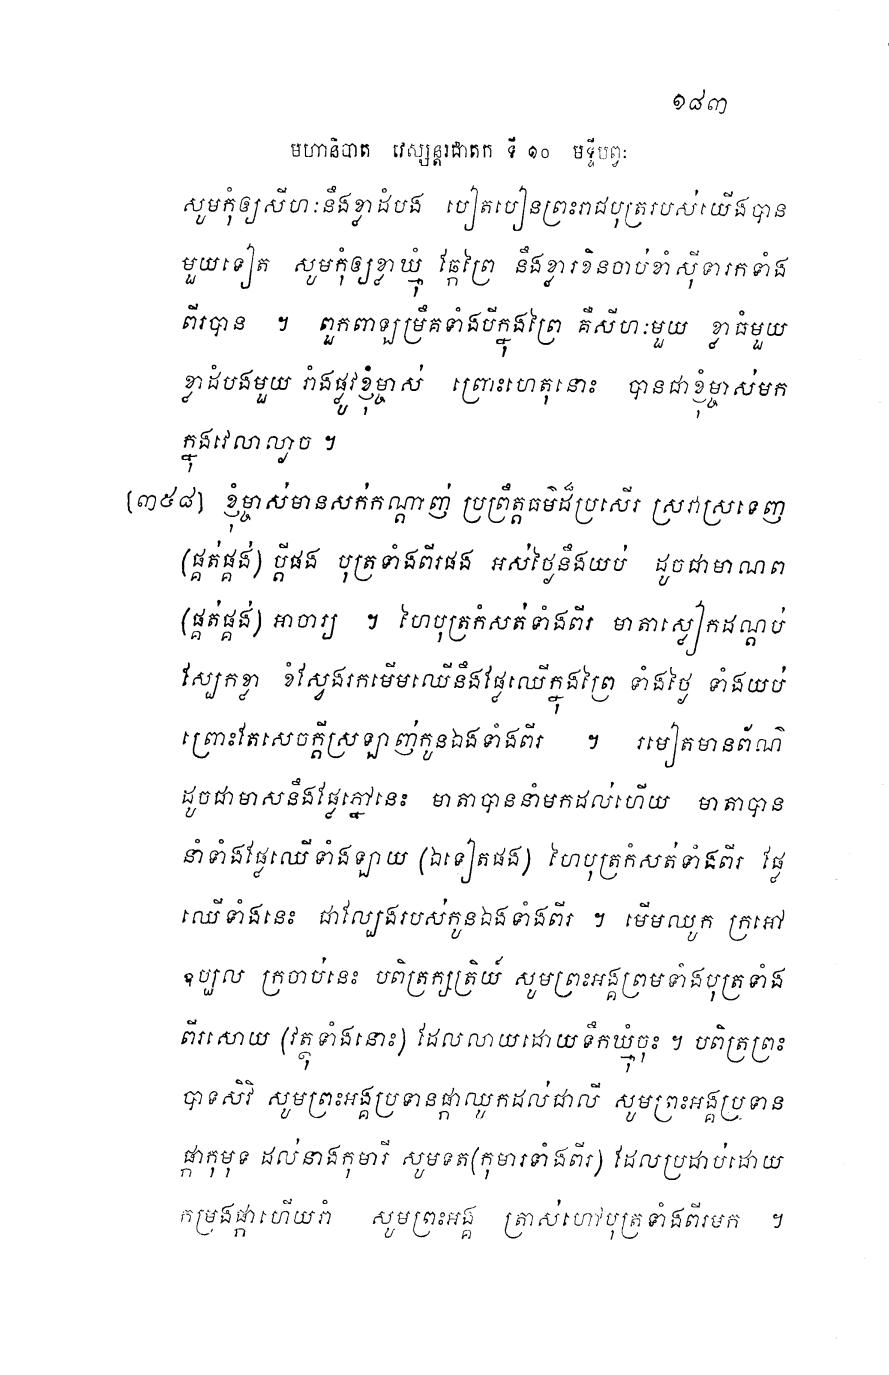 ១៨៣
មហានិបាត វេស្សន្តរជាតក ទី ១០ មទ្ទីបព្វៈ
សូមកុំឲ្យសីហៈនឹងខ្លាដំបង បៀតបៀនព្រះរាជបុត្ររបស់យើងបាន
មួយទៀត សូមកុំឲ្យខ្លាឃ្មុំ ឆ្កែព្រៃ នឹងខ្លារខិនចាប់ខាំស៊ីទារកទាំង
ពីរបាន ។ ពួកពាឡម្រឹគទាំងបីក្នុងព្រៃ គឺសីហៈមួយ ខ្លាធំមួយ
ខ្លាដំបងមួយ រាំងផ្លូវខ្ញុំម្ចាស់ ព្រោះហេតុនោះ បានជាខ្ញុំម្ចាស់មក
ក្នុងវេលាល្ងាច ។
[៣៥៨] ខ្ញុំម្ចាស់មានសក់កណ្តាញ់ ប្រព្រឹត្តធម៌ដ៏ប្រសើរ ស្រវាស្រទេញ
(ផ្គត់ផ្គង់) ប្តីផង បុត្រទាំងពីរផង អស់ថ្ងៃនឹងយប់ ដូចជាមាណព
(ផ្គត់ផ្គង់) អាចារ្យ ។ ហៃបុត្រកំសត់ទាំងពីរ មាតាស្លៀកដណ្តប់
ស្បែកខ្លា ខំស្វែងរកមើមឈើនឹងផ្លែឈើក្នុងព្រៃ ទាំងថ្ងៃ ទាំងយប់
ព្រោះតែសេចក្តីស្រឡាញ់កូនឯងទាំងពីរ ។ រមៀតមានព័ណ៌
ដូចជាមាសនឹងផ្លែភ្នៅនេះ មាតាបាននាំមកដល់ហើយ មាតាបាន
នាំទាំងផ្លែឈើទាំងឡាយ (ឯទៀតផង) ហៃបុត្រកំសត់ទាំងពីរ ផ្លែ
ឈើទាំងនេះ ជាល្បែងរបស់កូនឯងទាំងពីរ ។ មើមឈូក ក្រអៅ
ឧប្បល ក្រចាប់នេះ បពិត្រក្សត្រិយ៍ សូមព្រះអង្គព្រមទាំងបុត្រទាំង
ពីរសោយ (វត្ថុទាំងនោះ) ដែលលាយដោយទឹកឃ្មុំចុះ ។ បពិត្រព្រះ
បាទសិវិ សូមព្រះអង្គប្រទានផ្កាឈូកដល់ជាលី សូមព្រះអង្គប្រទាន
ផ្កាកុមុទ ដល់នាងកុមារី សូមទត(កុមារទាំងពីរ) ដែលប្រដាប់ដោយ
កម្រងផ្កាហើយរាំ សូមព្រះអង្គ ត្រាស់ហៅបុត្រទាំងពីរមក ។